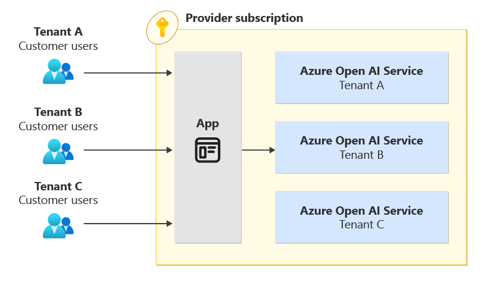 Provider subscription
Tenant A
Customer users
Tenant B
Customer users
Tenant C
Customer users
App
Azure Open AI Service
Tenant A
Azure Open AI Service
Tenant B
Azure Open AI Service
Tenant C